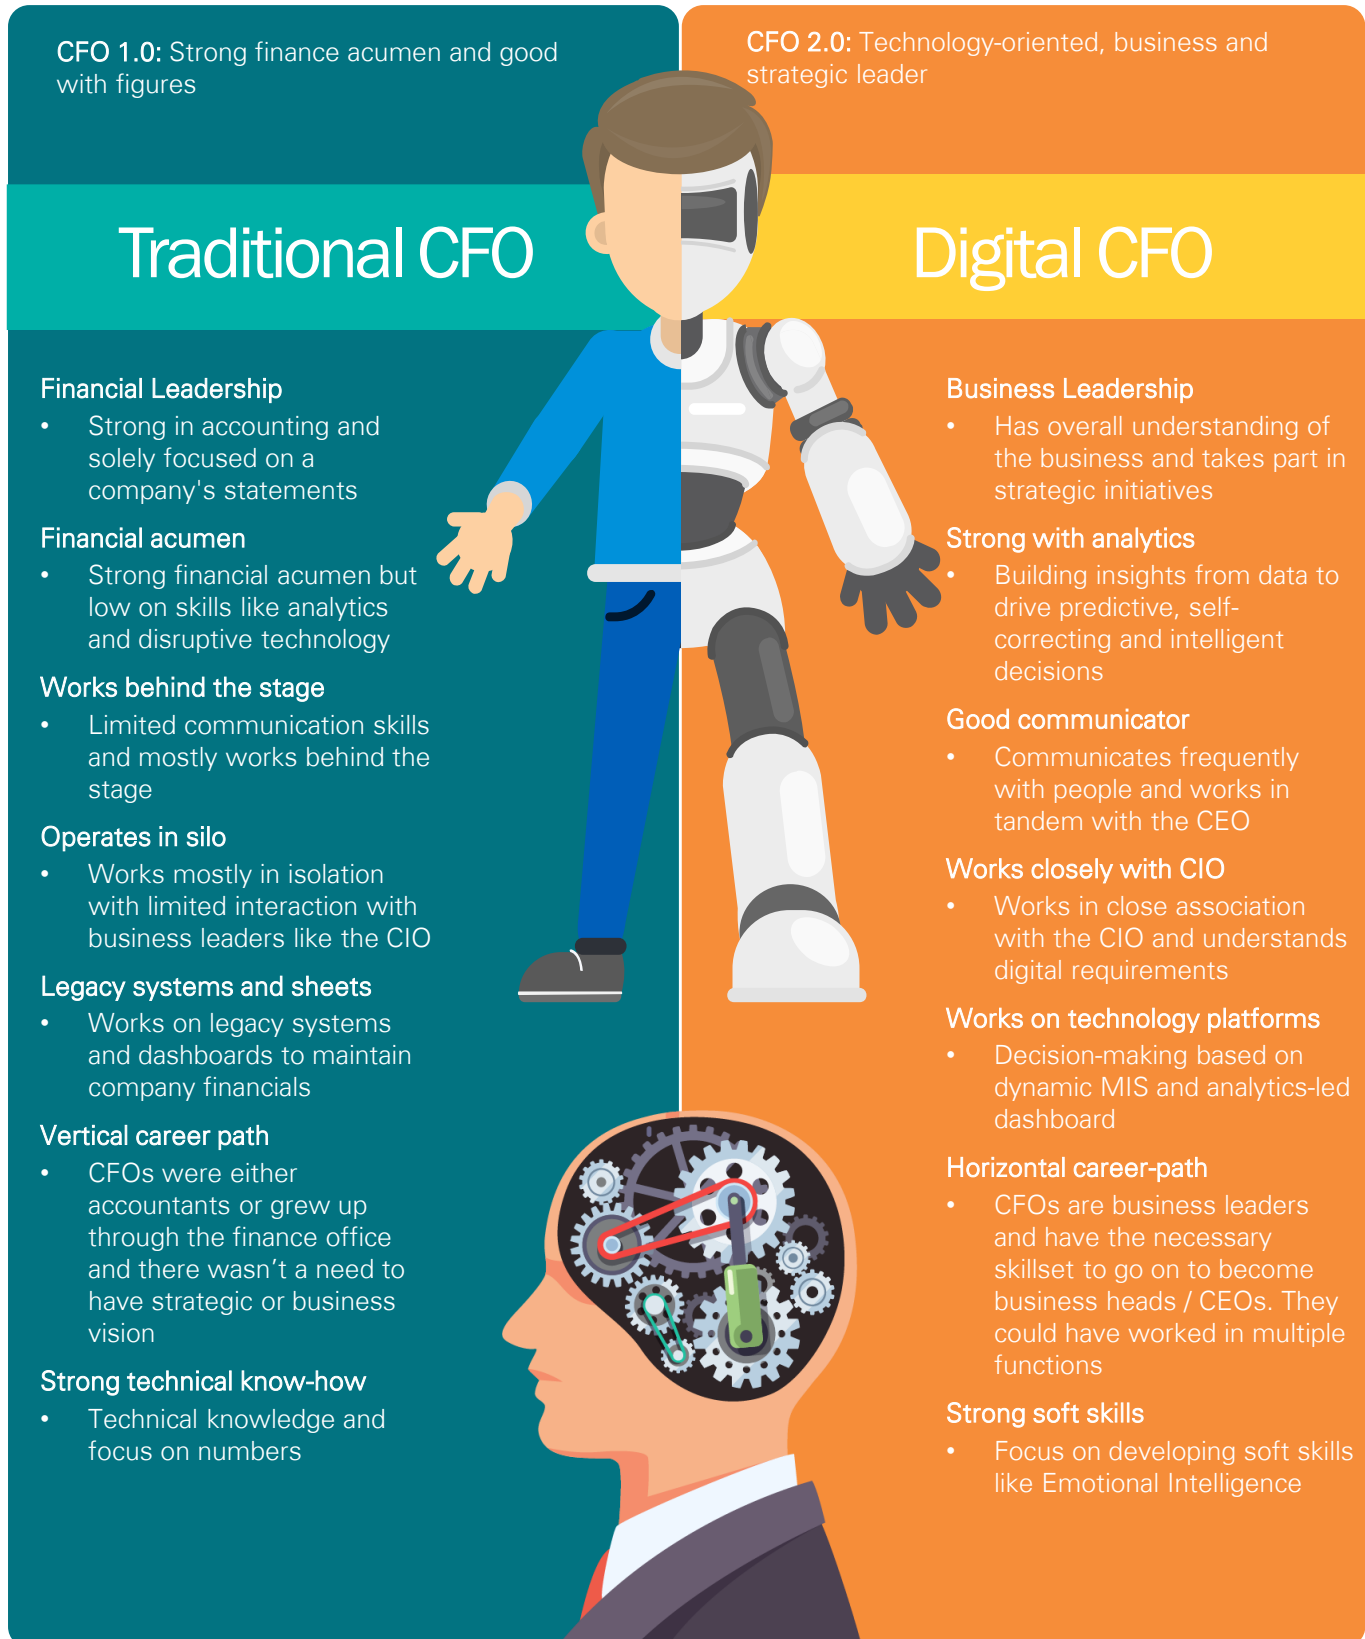 CFO 1.0: Strong finance acumen and good
with figures
Traditional CFO
Financial Leadership
• Strong in accounting and
solely focused on a
company's statements
Financial acumen
• Strong financial acumen but
low on skills like analytics
and disruptive technology
Works behind the stage
• Limited communication skills
and mostly works behind the
stage
Operates in silo
• Works mostly in isolation
with limited interaction with
business leaders like the CIO
Legacy systems and sheets
• Works on legacy systems
and dashboards to maintain
company financials
Vertical career path
• CFOs were either
accountants or grew up
through the finance office
and there wasn’t a need to
have strategic or business
vision
Strong technical know-how
• Technical knowledge and
focus on numbers
CFO 2.0: Technology-oriented, business and
strategic leader
Digital CFO
Business Leadership
• Has overall understanding of
the business and takes part in
strategic initiatives
Strong with analytics
• Building insights from data to
drive predictive, self-
correcting and intelligent
decisions
Good communicator
• Communicates frequently
with people and works in
tandem with the CEO
Works closely with CIO
• Works in close association
with the CIO and understands
digital requirements
Works on technology platforms
• Decision-making based on
dynamic MIS and analytics-led
dashboard
Horizontal career-path
• CFOs are business leaders
and have the necessary
skillset to go on to become
business heads / CEOs. They
could have worked in multiple
functions
Strong soft skills
• Focus on developing soft skills
like Emotional Intelligence